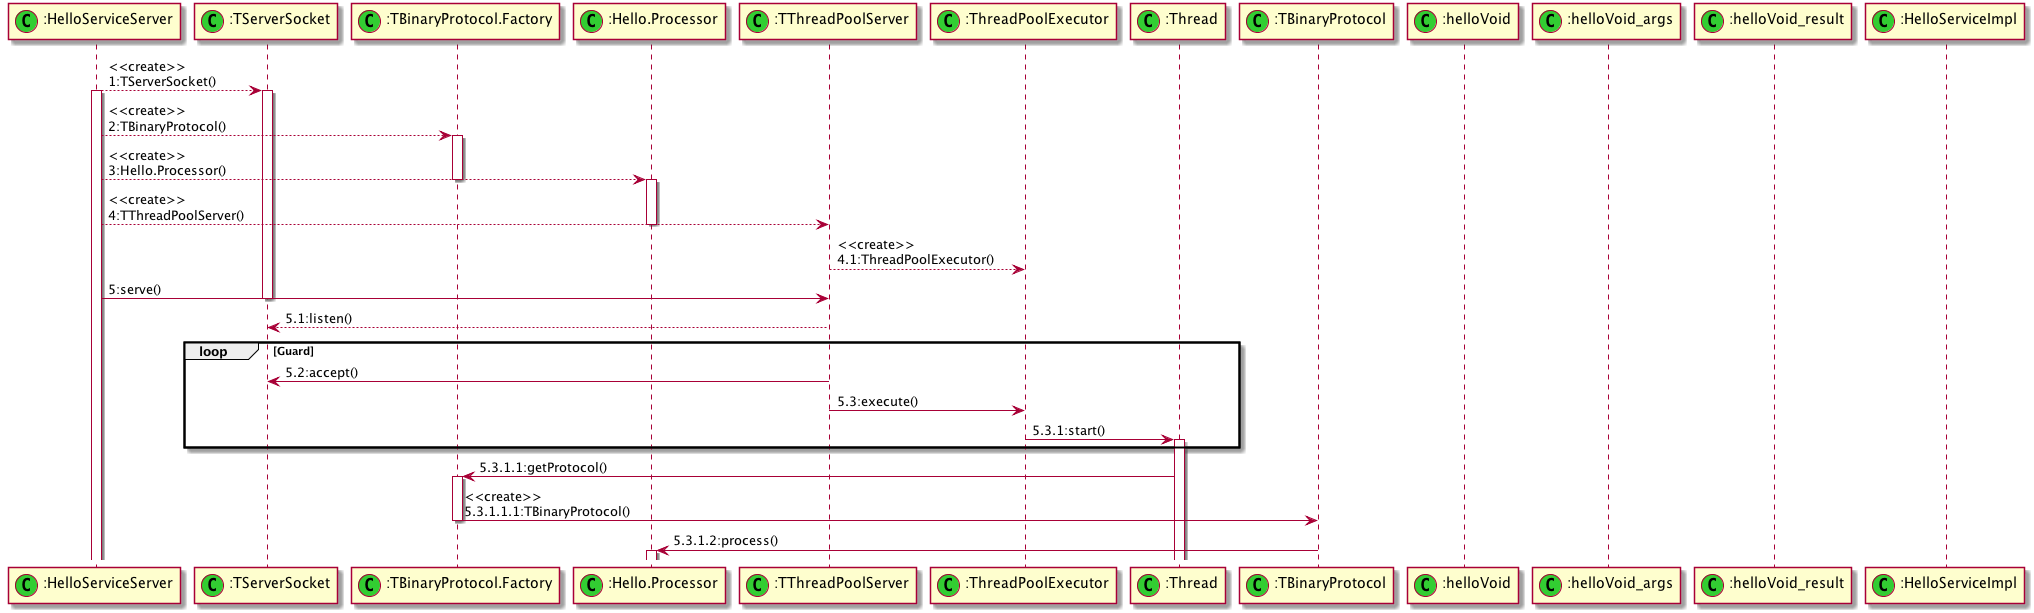 C :HelloServiceServer C :TServerSocket C :TBinaryProtocol.Factory C :Hello.Processor C :TThreadPoolServer C :ThreadPoolExecutor C :Thread C :TBinaryProtocol C :helloVoid C :helloVoid_args C :helloVoid_result C :HelloServiceImpl
<<create>>
1:TServerSocket()
<<create>>
2:TBinaryProtocol()
<<create>>
3:Hello.Processor()
<<create>>
4:TThreadPoolServer()
<<create>>
4.1:ThreadPoolExecutor()
5:serve()
5.1:listen()
loop [Guard]
5.2:accept()
5.3:execute()
5.3.1:start()
5.3.1.1:getProtocol()
<<create>>
5.3.1.1.1:TBinaryProtocol()
5.3.1.2:process()
C :HelloServiceServer C :TServerSocket C :TBinaryProtocol.Factory C :Hello.Processor C :TThreadPoolServer C :ThreadPoolExecutor C :Thread C :TBinaryProtocol C :helloVoid C :helloVoid_args C :helloVoid_result C :HelloServiceImpl